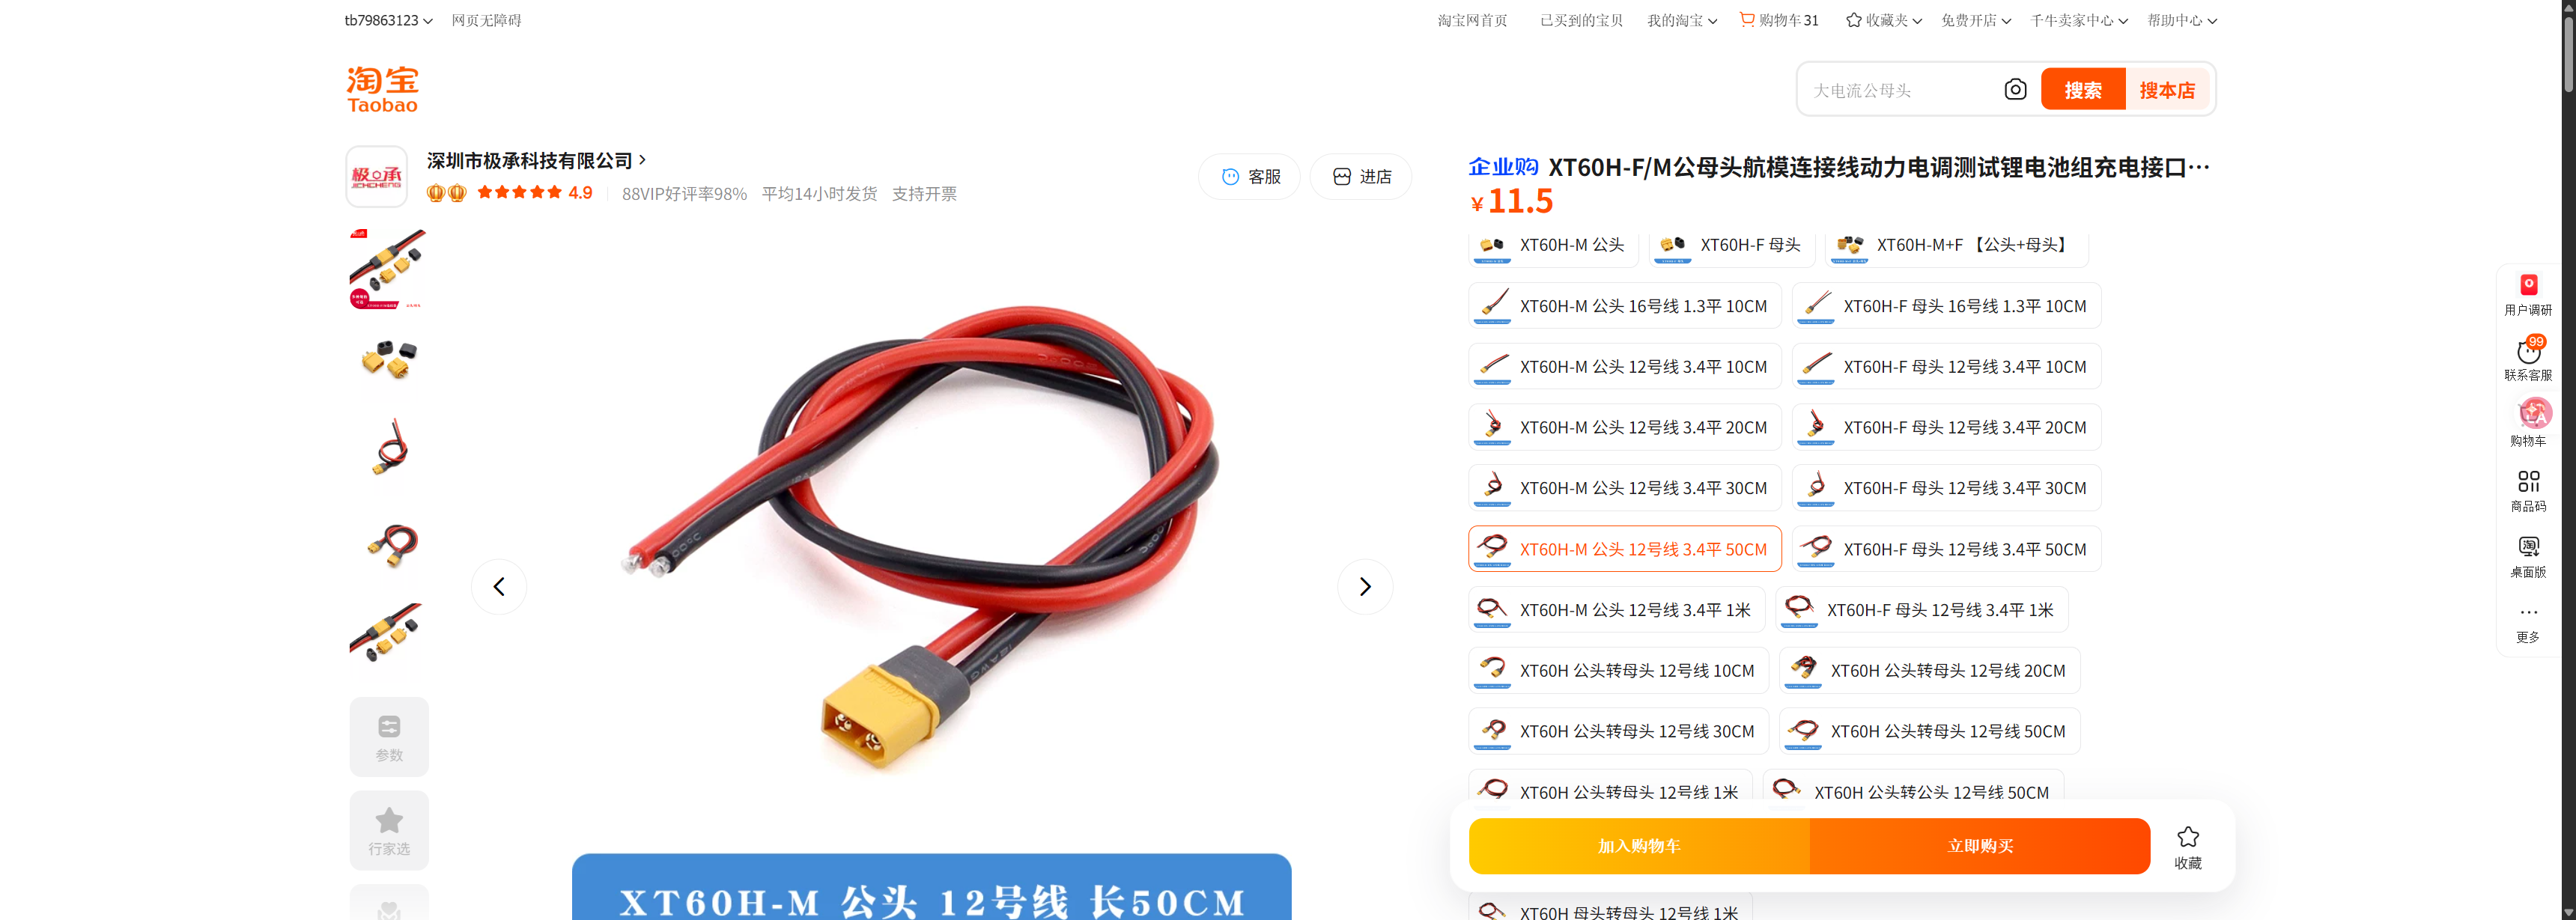 tb79863123 网页无障碍 淘宝网首页 已买到的宝贝 我的淘宝 购物车31 收藏夹 免费开店 千牛卖家中心 帮助中心
淘宝
Taobao
大电流公母头 搜索 搜本店
极承
JICHCHENG
深圳市极承科技有限公司
4.9 88VIP好评率98% 平均14小时发货 支持开票
客服 进店
企业购 XT60H-F/M公母头航模连接线动力电调测试锂电池组充电接口…
¥11.5
XT60H-M 公头 XT60H-F 母头 XT60H-M+F 【公头+母头】
XT60H-M 公头 16号线 1.3平 10CM XT60H-F 母头 16号线 1.3平 10CM
XT60H-M 公头 12号线 3.4平 10CM XT60H-F 母头 12号线 3.4平 10CM
XT60H-M 公头 12号线 3.4平 20CM XT60H-F 母头 12号线 3.4平 20CM
XT60H-M 公头 12号线 3.4平 30CM XT60H-F 母头 12号线 3.4平 30CM
XT60H-M 公头 12号线 3.4平 50CM XT60H-F 母头 12号线 3.4平 50CM
XT60H-M 公头 12号线 3.4平 1米 XT60H-F 母头 12号线 3.4平 1米
XT60H 公头转母头 12号线 10CM XT60H 公头转母头 12号线 20CM
XT60H 公头转母头 12号线 30CM XT60H 公头转母头 12号线 50CM
XT60H 公头转母头 12号线 1米 XT60H 公头转公头 12号线 50CM
加入购物车 立即购买 收藏
XT60H 母头转母头 12号线 1米
参数
行家选
XT60H-M 公头 12号线 长50CM
用户调研
99
联系客服
购物车
商品码
桌面版
更多